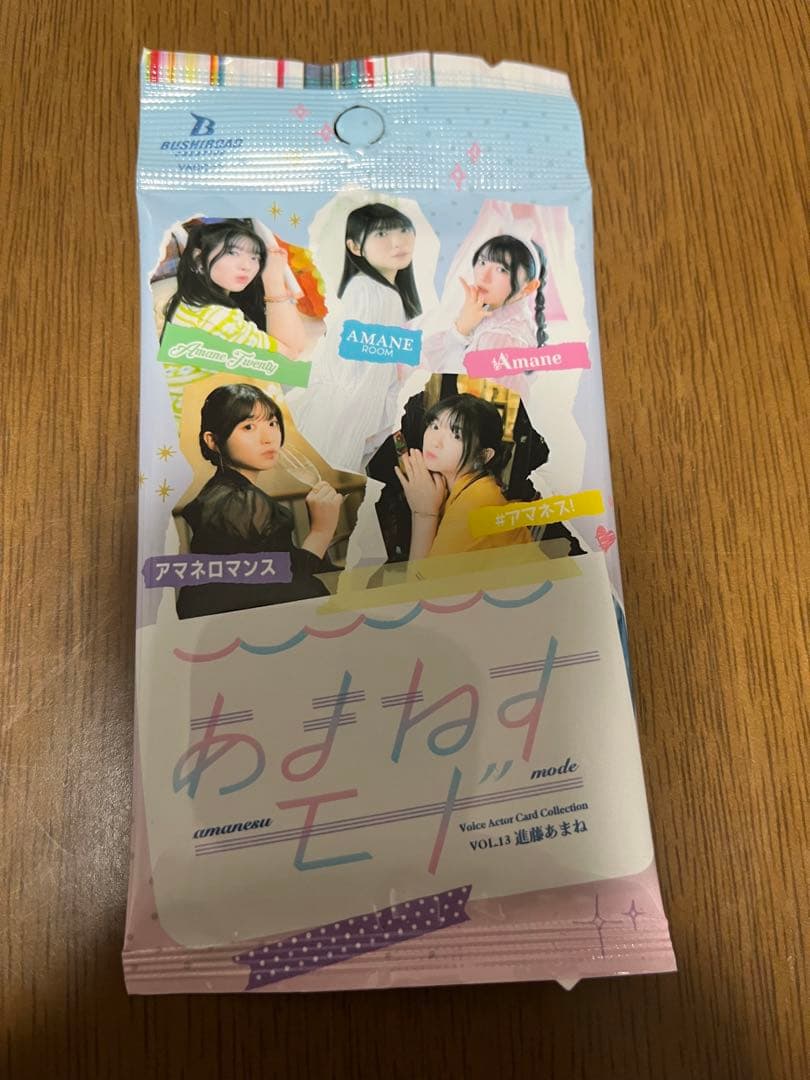 BUSHIROAD
CREATIVE
Amane Twenty
AMANE
ROOM
Amane
アマネロマンス
#アマネス!
あまねす
モード
amanesu
mode
Voice Actor Card Collection
VOL.13 進藤あまね